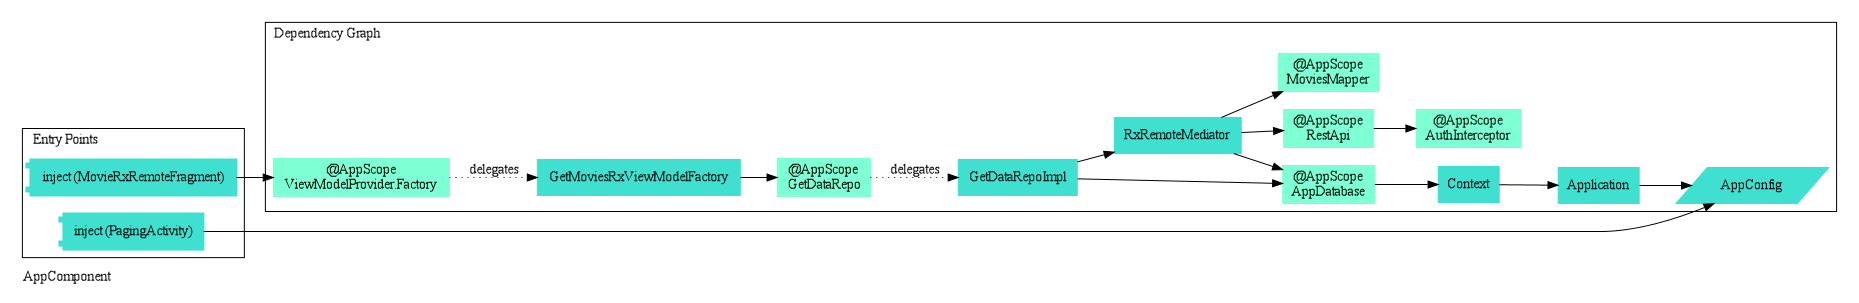 Dependency Graph
Entry Points
inject (MovieRxRemoteFragment)
inject (PagingActivity)
AppComponent
@AppScope
ViewModelProvider.Factory
delegates
GetMoviesRxViewModelFactory
@AppScope
GetDataRepo
delegates
GetDataRepoImpl
RxRemoteMediator
@AppScope
MoviesMapper
@AppScope
RestApi
@AppScope
AuthInterceptor
@AppScope
AppDatabase
Context
Application
AppConfig